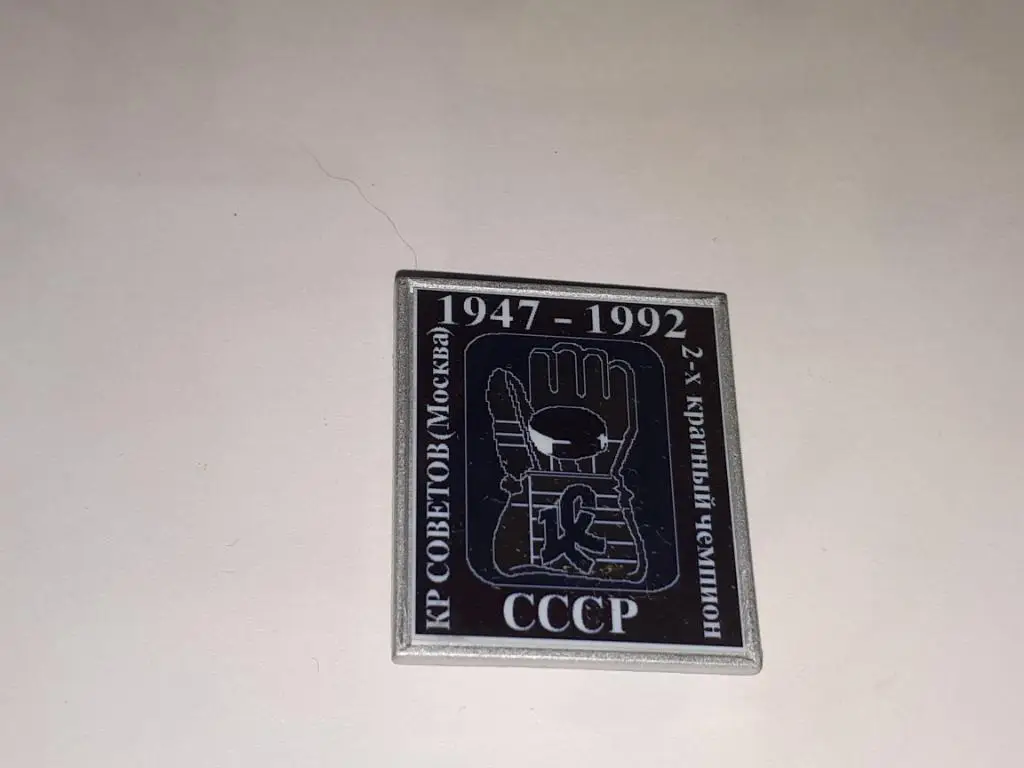 1947 - 1992
КР СОВЕТОВ(Москва)
2-х кратный чемпион
СССР